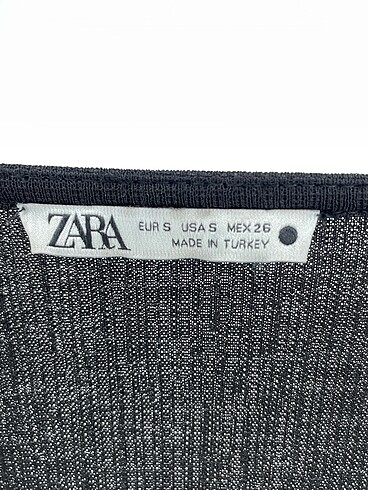 ZARA
EUR S USA S MEX 26
MADE IN TURKEY